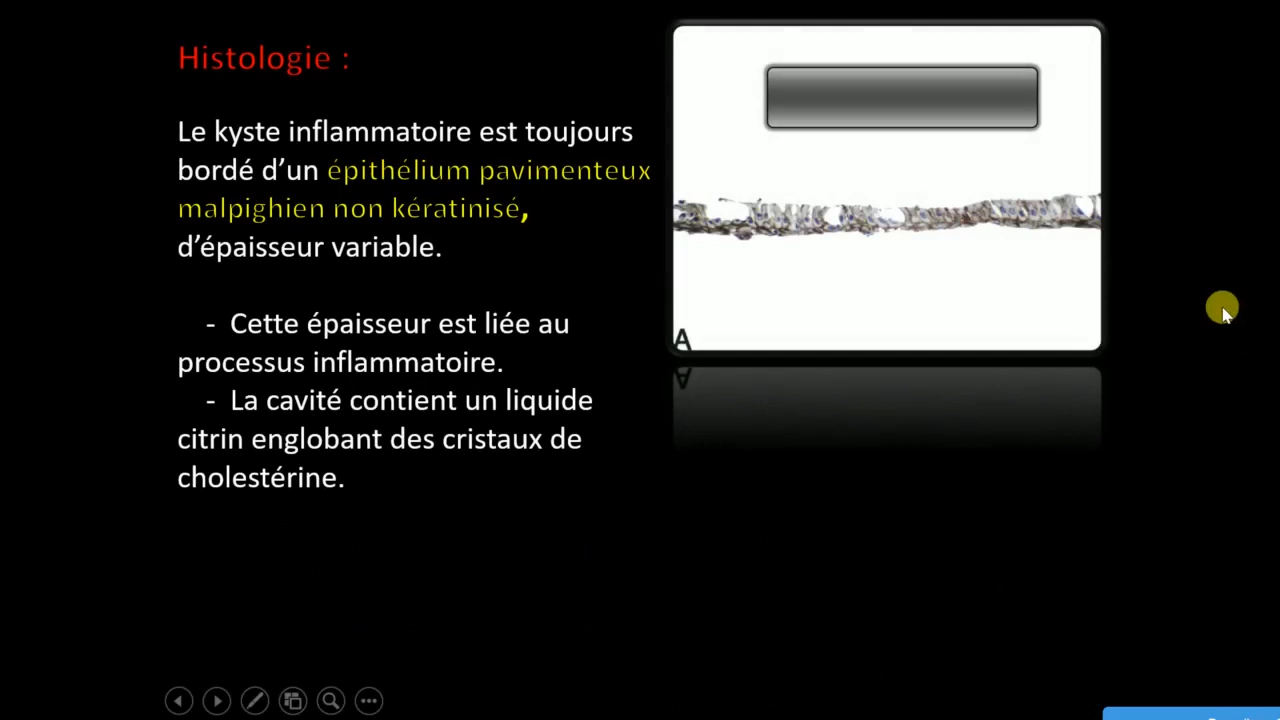 Histologie :
Le kyste inflammatoire est toujours
bordé d’un épithélium pavimenteux
malpighien non kératinisé,
d’épaisseur variable.
- Cette épaisseur est liée au
processus inflammatoire.
- La cavité contient un liquide
citrin englobant des cristaux de
cholestérine.
A